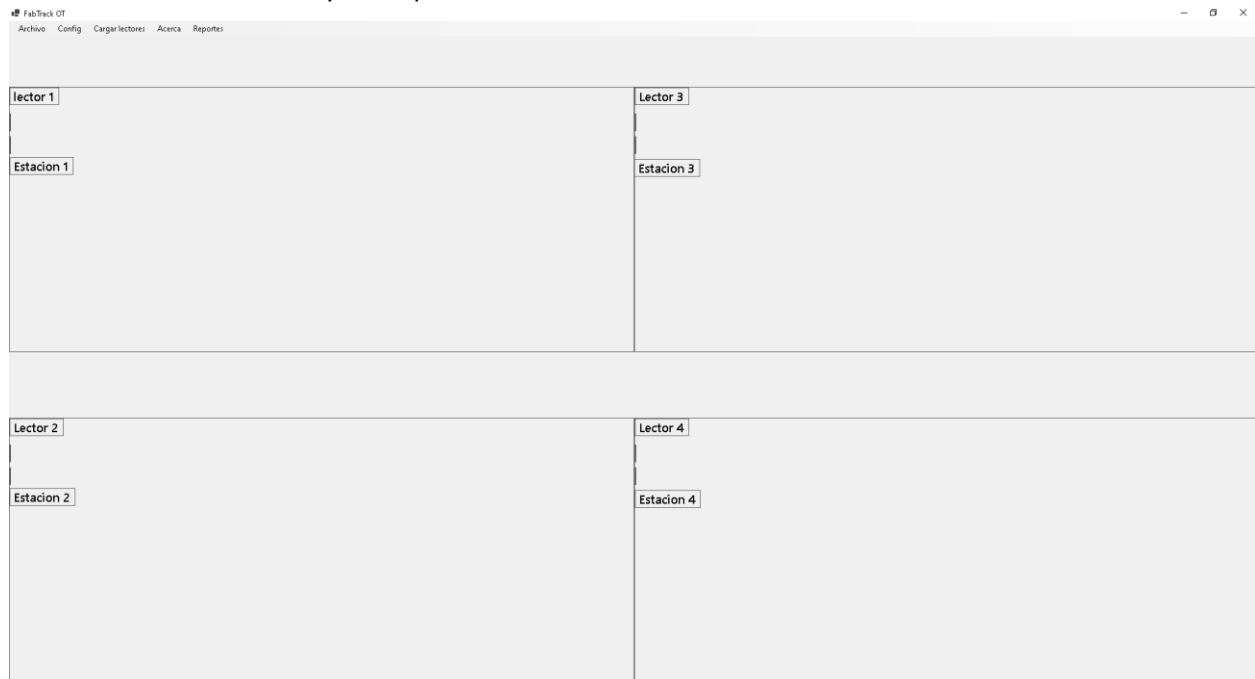 FabTrack OT
Archivo Config Cargar lectores Acerca Reportes
lector 1
Estacion 1
Lector 3
Estacion 3
Lector 2
Estacion 2
Lector 4
Estacion 4